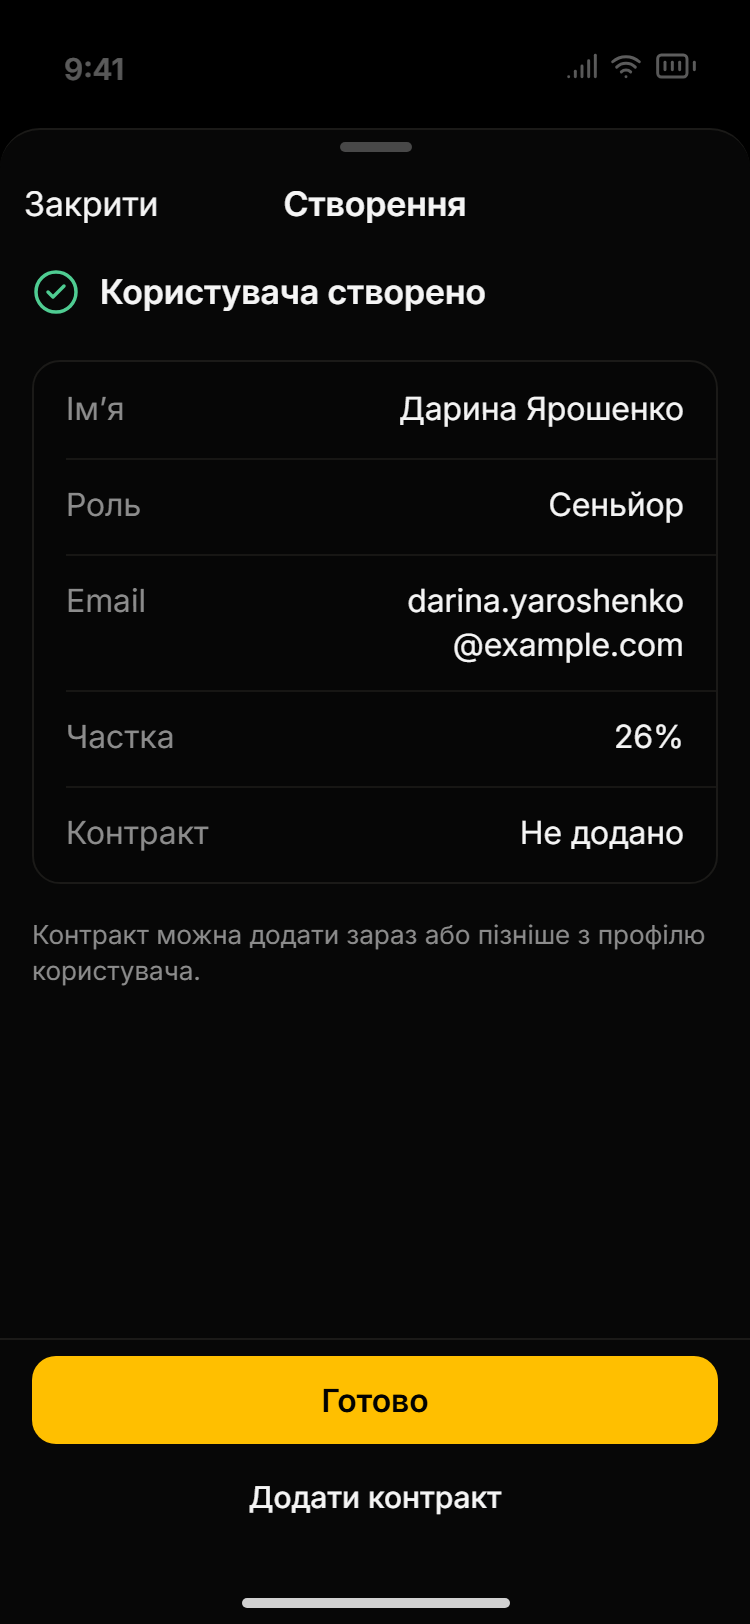 9:41
Закрити
Створення
Користувача створено
Ім’я
Дарина Ярошенко
Роль
Сеньйор
Email
darina.yaroshenko
@example.com
Частка
26%
Контракт
Не додано
Контракт можна додати зараз або пізніше з профілю
користувача.
Готово
Додати контракт